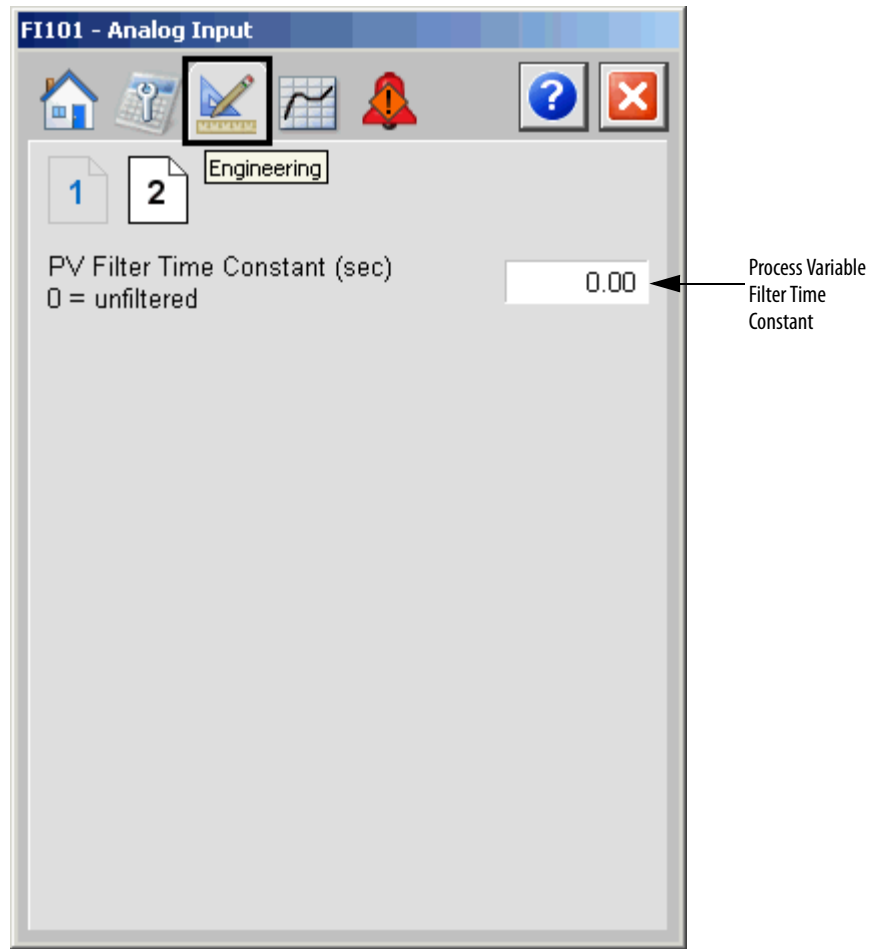 FI101 - Analog Input
?
1
2
Engineering
PV Filter Time Constant (sec)
0 = unfiltered
0.00
Process Variable
Filter Time
Constant